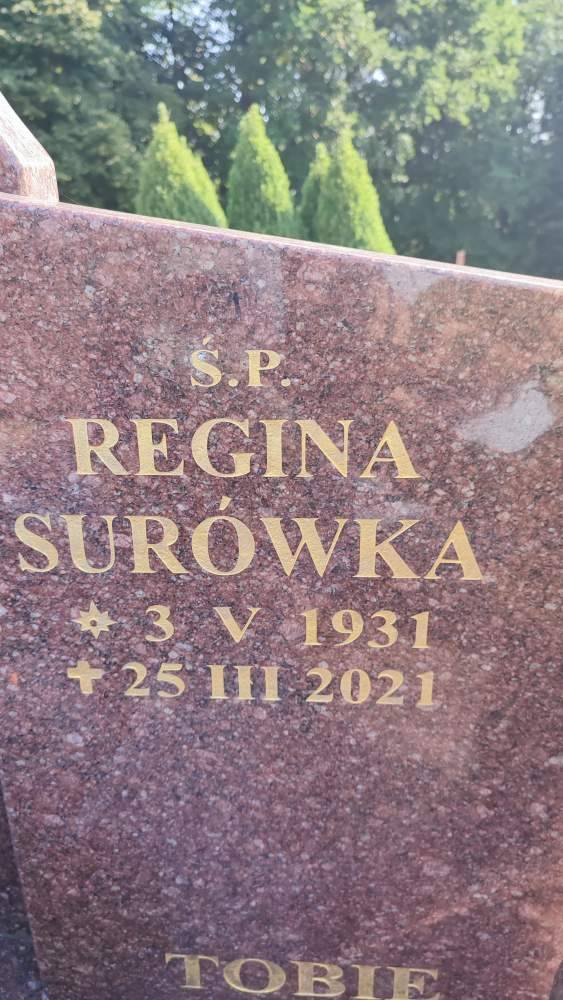 Ś.P.
REGINA
SURÓWKA
3 V 1931
25 III 2021
TOBIE